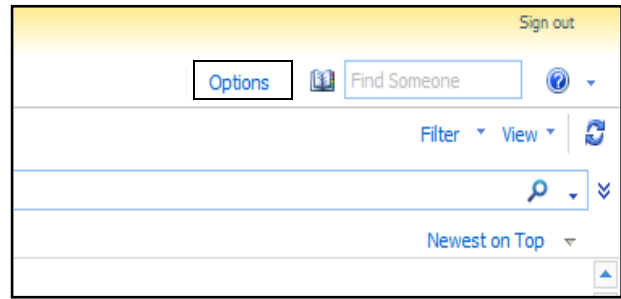 Sign out
Options Find Someone
Filter View
Newest on Top